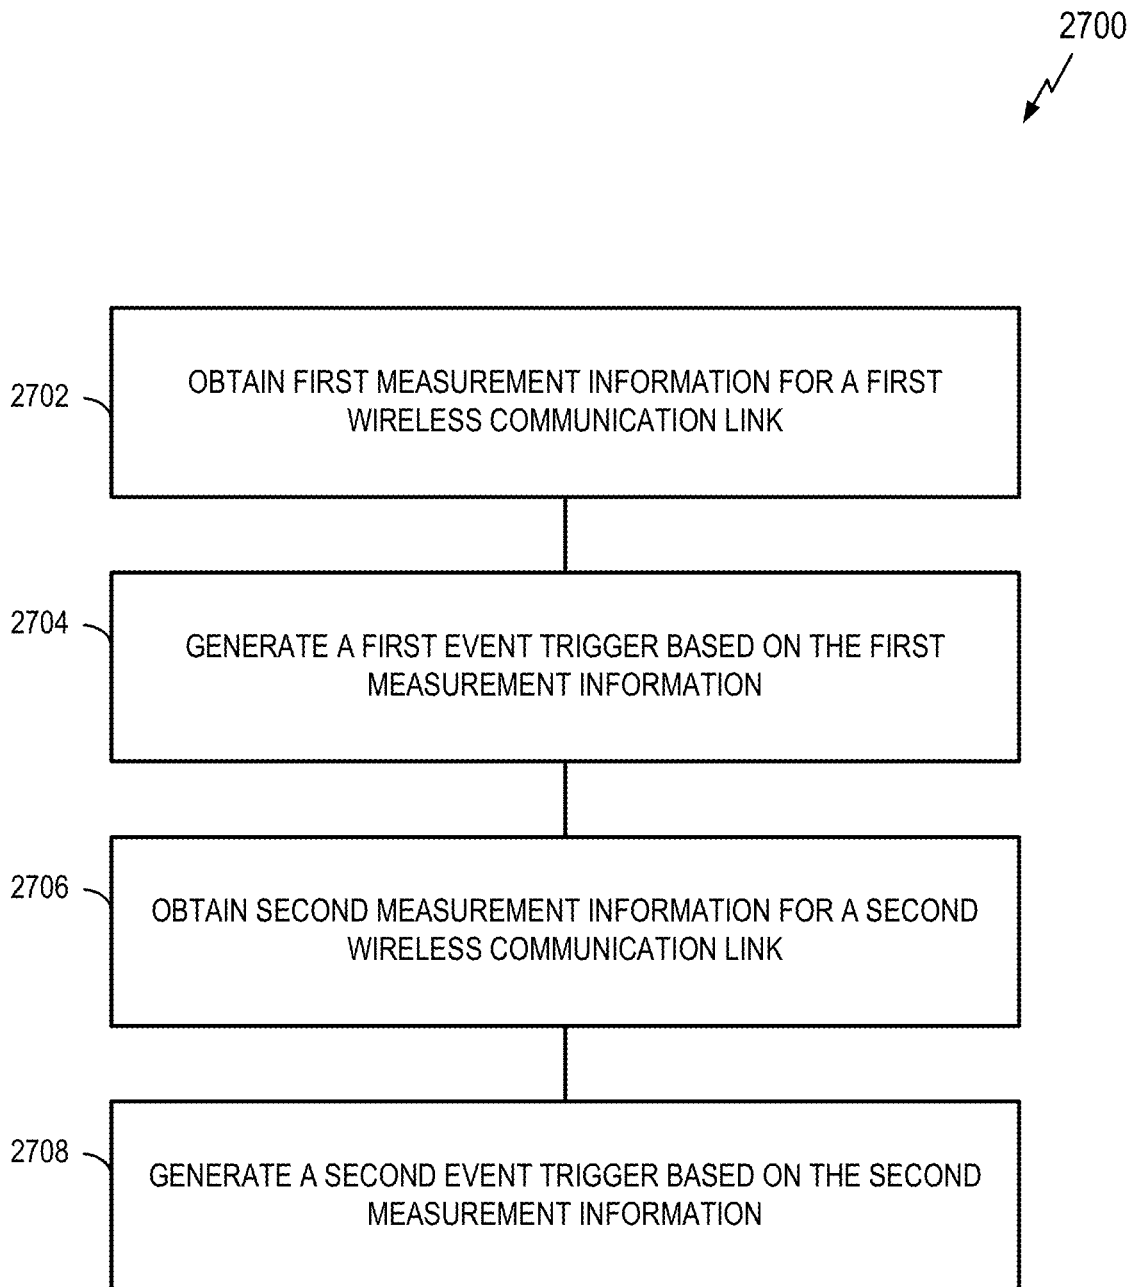 2700
2702
OBTAIN FIRST MEASUREMENT INFORMATION FOR A FIRST
WIRELESS COMMUNICATION LINK
2704
GENERATE A FIRST EVENT TRIGGER BASED ON THE FIRST
MEASUREMENT INFORMATION
2706
OBTAIN SECOND MEASUREMENT INFORMATION FOR A SECOND
WIRELESS COMMUNICATION LINK
2708
GENERATE A SECOND EVENT TRIGGER BASED ON THE SECOND
MEASUREMENT INFORMATION